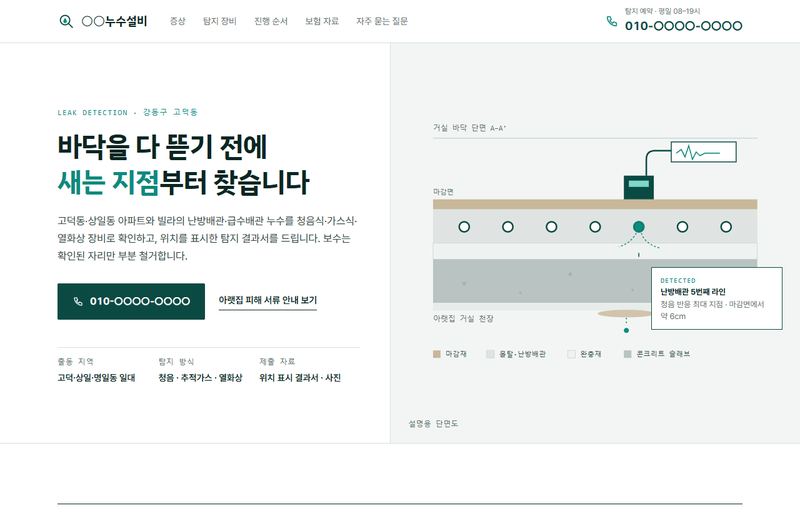 ○○누수설비
증상
탐지 장비
진행 순서
보험 자료
자주 묻는 질문
탐지 예약 · 평일 08–19시
010-○○○○-○○○○
LEAK DETECTION · 강동구 고덕동
바닥을 다 뜯기 전에
새는 지점부터 찾습니다
고덕동·상일동 아파트와 빌라의 난방배관·급수배관 누수를 청음식·가스식·
열화상 장비로 확인하고, 위치를 표시한 탐지 결과서를 드립니다. 보수는
확인된 자리만 부분 철거합니다.
010-○○○○-○○○○
아랫집 피해 서류 안내 보기
출동 지역
고덕·상일·명일동 일대
탐지 방식
청음 · 추적가스 · 열화상
제출 자료
위치 표시 결과서 · 사진
거실 바닥 단면 A–A'
마감면
DETECTED
난방배관 5번째 라인
청음 반응 최대 지점 · 마감면에서
약 6cm
아랫집 거실 천장
마감재
몰탈·난방배관
완충재
콘크리트 슬래브
설명용 단면도